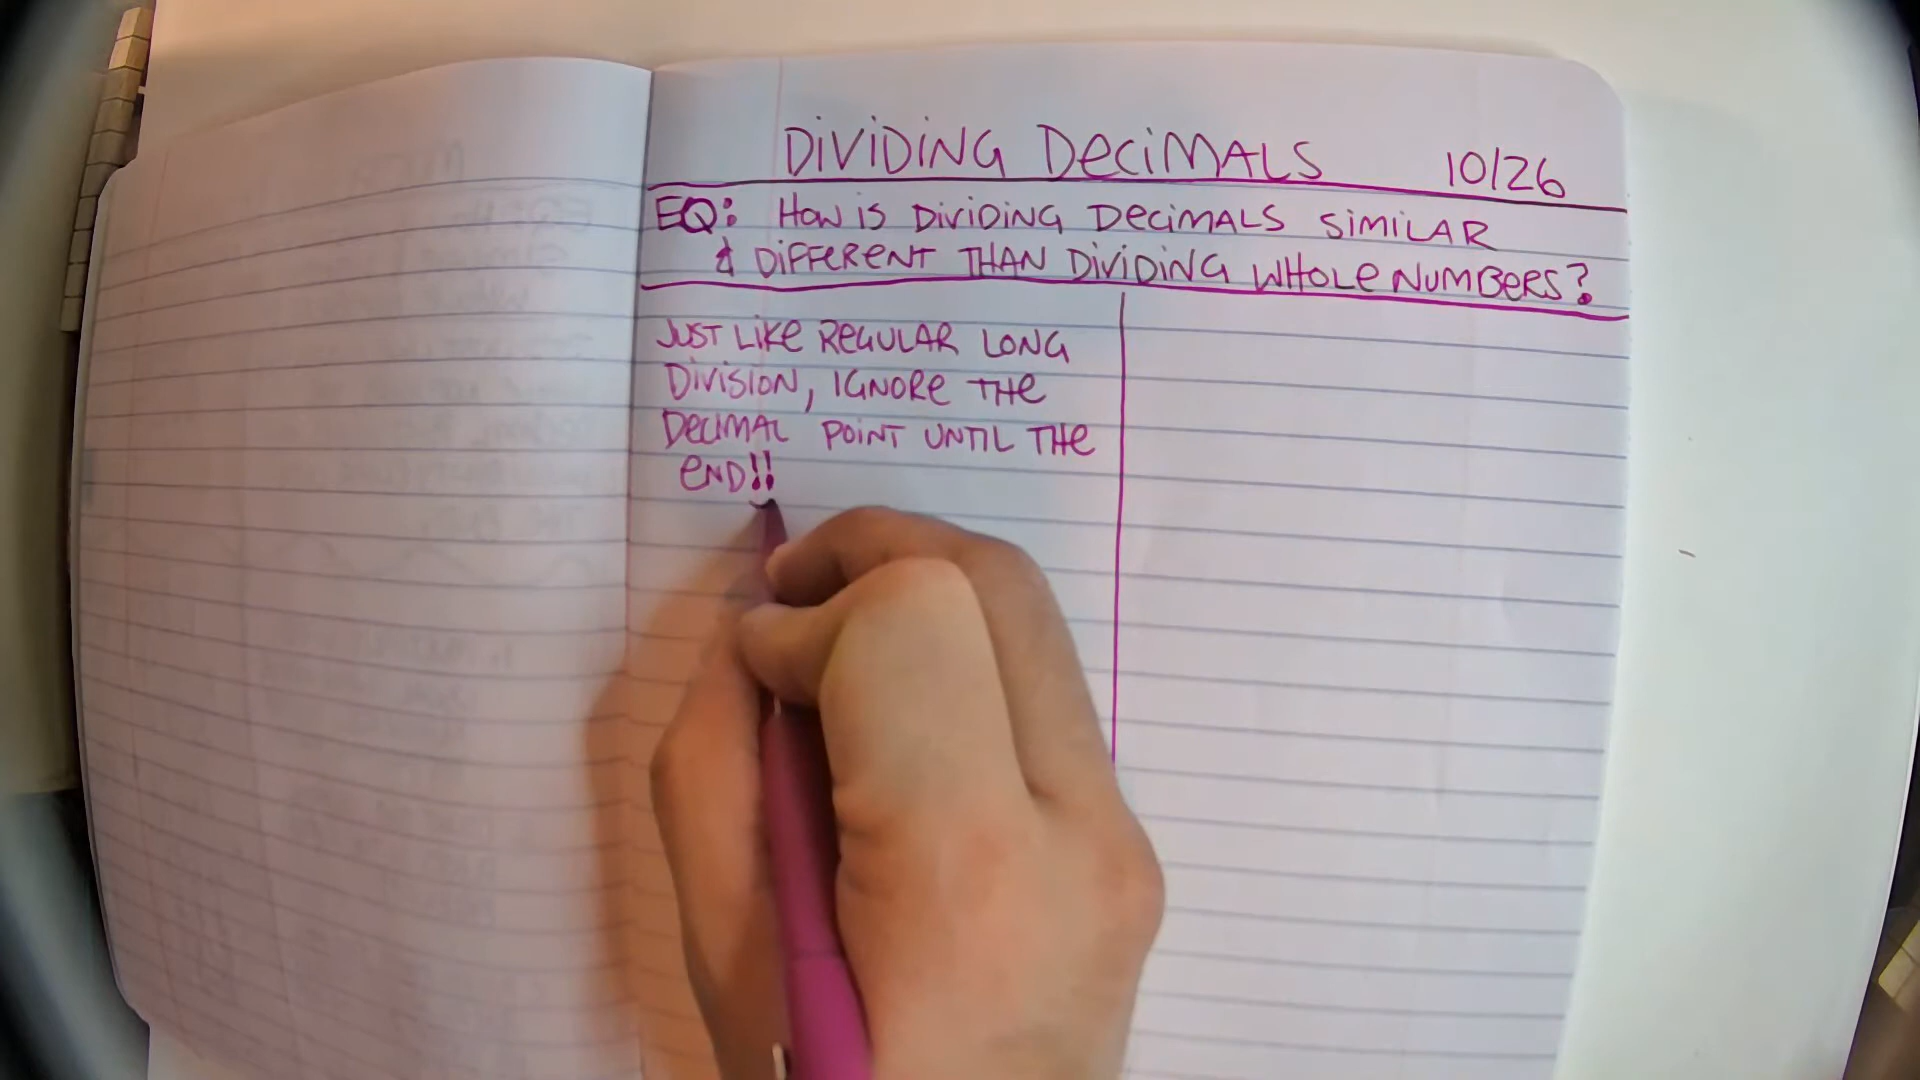 DiViDiNG DeciMALS 10/26
EQ: How is DiviDiNG DeciMALS SiMiLAR
& DiFFeReNT THAN DiViDiNG WHOLe NuMBeRS?
JUST LiKe ReGULAR LONG
DiViSiON, iGNORe THe
DeciMAL POiNT UNTiL THe
eND!!